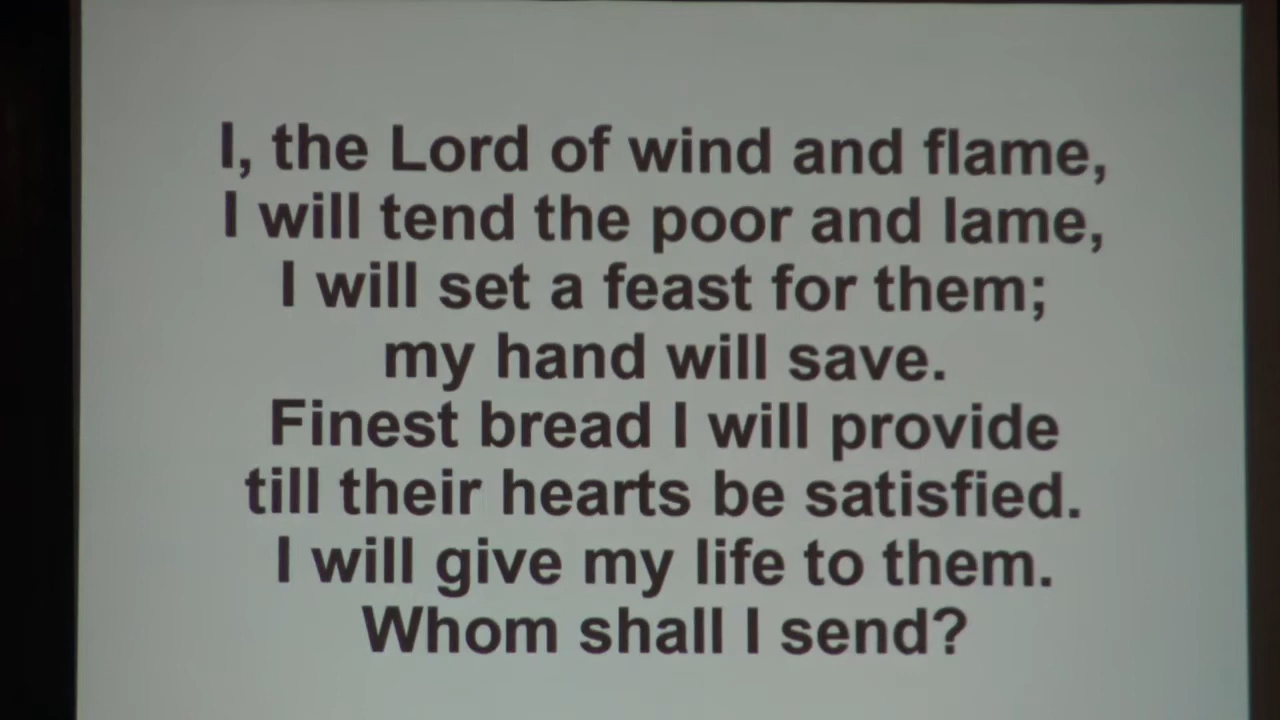 I, the Lord of wind and flame,
I will tend the poor and lame,
I will set a feast for them;
my hand will save.
Finest bread I will provide
till their hearts be satisfied.
I will give my life to them.
Whom shall I send?